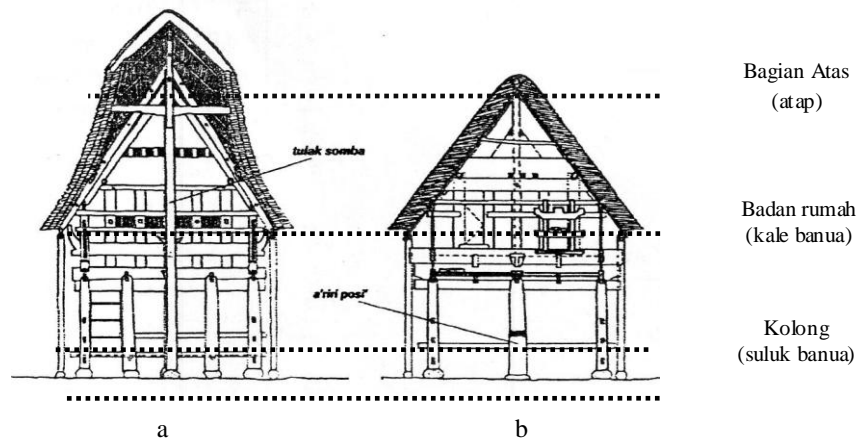 Bagian Atas
(atap)
tulak somba
Badan rumah
(kale banua)
a'riri posi'
Kolong
(suluk banua)
a
b